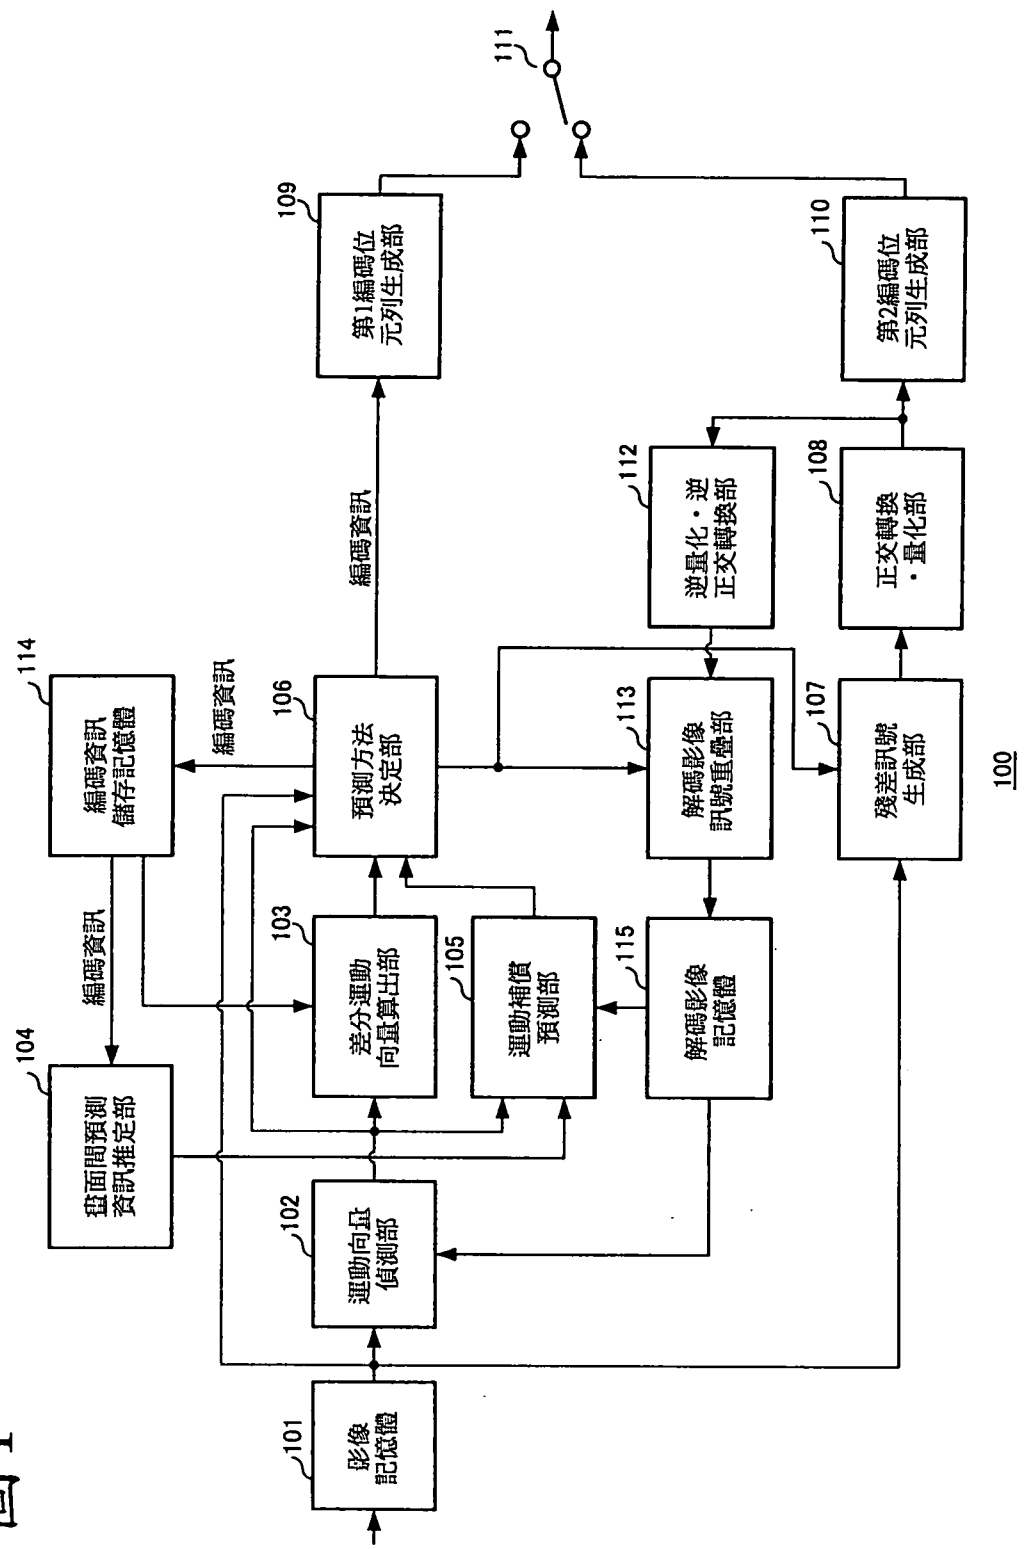 圖 1
114
編碼資訊
儲存記憶體
編碼資訊
編碼資訊
104
畫面間預測
資訊推定部
101
影像
記憶體
102
運動向量
偵測部
103
差分運動
向量算出部
106
預測方法
決定部
編碼資訊
109
第1編碼位
元列生成部
111
105
運動補償
預測部
115
解碼影像
記憶體
113
解碼影像
訊號重疊部
112
逆量化・逆
正交轉換部
107
殘差訊號
生成部
108
正交轉換
・量化部
110
第2編碼位
元列生成部
100